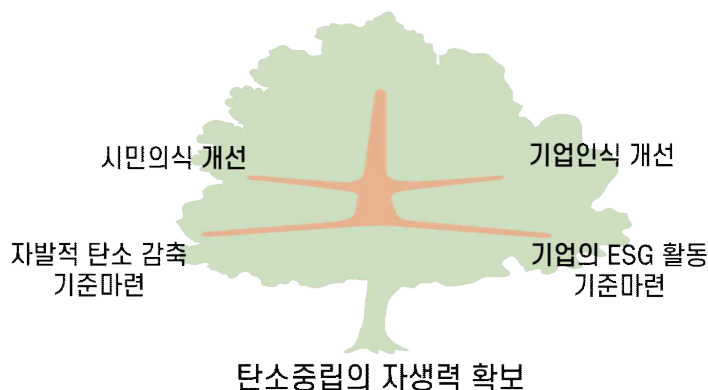 시민의식 개선
기업인식 개선
자발적 탄소 감축
기준마련
기업의 ESG 활동
기준마련
탄소중립의 자생력 확보